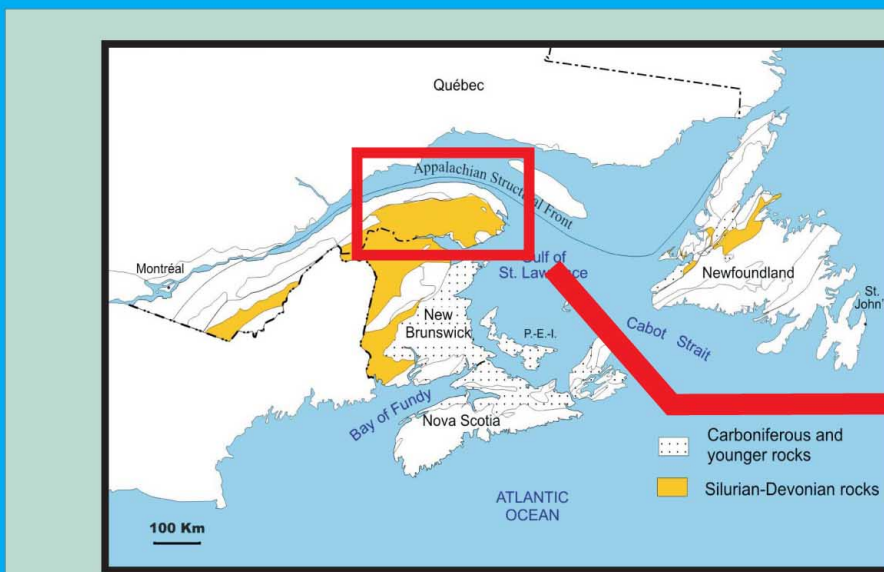 Québec
Appalachian Structural Front
Montréal
Gulf of
St. Lawrence
Newfoundland
St.
John'
New
Brunswick
P.-E.-I.
Cabot Strait
Bay of Fundy
Nova Scotia
Carboniferous and
younger rocks
Silurian-Devonian rocks
ATLANTIC
OCEAN
100 Km